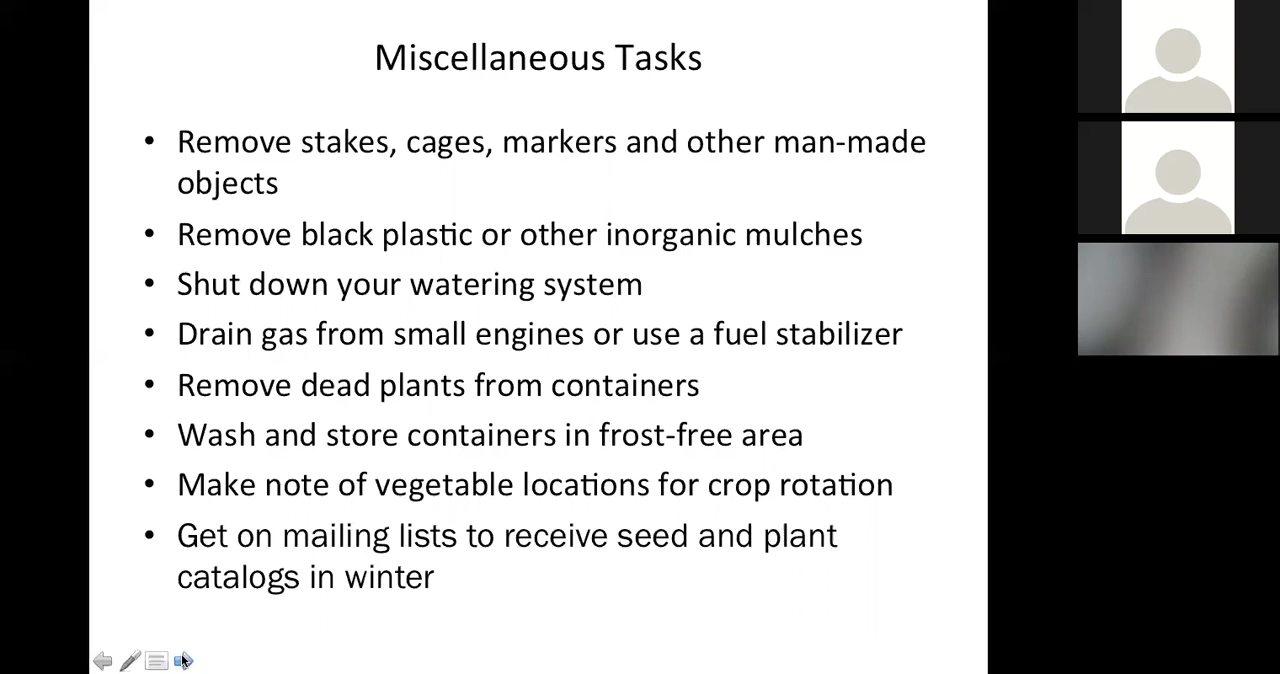 Miscellaneous Tasks
• Remove stakes, cages, markers and other man-made
objects
• Remove black plastic or other inorganic mulches
• Shut down your watering system
• Drain gas from small engines or use a fuel stabilizer
• Remove dead plants from containers
• Wash and store containers in frost-free area
• Make note of vegetable locations for crop rotation
• Get on mailing lists to receive seed and plant
catalogs in winter